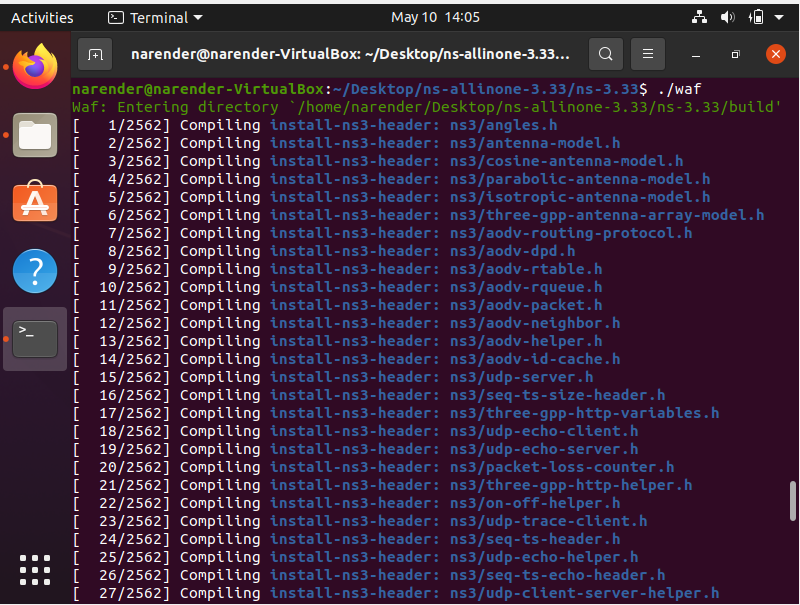 Activities Terminal May 10 14:05
narender@narender-VirtualBox: ~/Desktop/ns-allinone-3.33...
narender@narender-VirtualBox:~/Desktop/ns-allinone-3.33/ns-3.33$ ./waf
Waf: Entering directory `/home/narender/Desktop/ns-allinone-3.33/ns-3.33/build'
[   1/2562] Compiling install-ns3-header: ns3/angles.h
[   2/2562] Compiling install-ns3-header: ns3/antenna-model.h
[   3/2562] Compiling install-ns3-header: ns3/cosine-antenna-model.h
[   4/2562] Compiling install-ns3-header: ns3/parabolic-antenna-model.h
[   5/2562] Compiling install-ns3-header: ns3/isotropic-antenna-model.h
[   6/2562] Compiling install-ns3-header: ns3/three-gpp-antenna-array-model.h
[   7/2562] Compiling install-ns3-header: ns3/aodv-routing-protocol.h
[   8/2562] Compiling install-ns3-header: ns3/aodv-dpd.h
[   9/2562] Compiling install-ns3-header: ns3/aodv-rtable.h
[  10/2562] Compiling install-ns3-header: ns3/aodv-rqueue.h
[  11/2562] Compiling install-ns3-header: ns3/aodv-packet.h
[  12/2562] Compiling install-ns3-header: ns3/aodv-neighbor.h
[  13/2562] Compiling install-ns3-header: ns3/aodv-helper.h
[  14/2562] Compiling install-ns3-header: ns3/aodv-id-cache.h
[  15/2562] Compiling install-ns3-header: ns3/udp-server.h
[  16/2562] Compiling install-ns3-header: ns3/seq-ts-size-header.h
[  17/2562] Compiling install-ns3-header: ns3/three-gpp-http-variables.h
[  18/2562] Compiling install-ns3-header: ns3/udp-echo-client.h
[  19/2562] Compiling install-ns3-header: ns3/udp-echo-server.h
[  20/2562] Compiling install-ns3-header: ns3/packet-loss-counter.h
[  21/2562] Compiling install-ns3-header: ns3/three-gpp-http-helper.h
[  22/2562] Compiling install-ns3-header: ns3/on-off-helper.h
[  23/2562] Compiling install-ns3-header: ns3/udp-trace-client.h
[  24/2562] Compiling install-ns3-header: ns3/seq-ts-header.h
[  25/2562] Compiling install-ns3-header: ns3/udp-echo-helper.h
[  26/2562] Compiling install-ns3-header: ns3/seq-ts-echo-header.h
[  27/2562] Compiling install-ns3-header: ns3/udp-client-server-helper.h